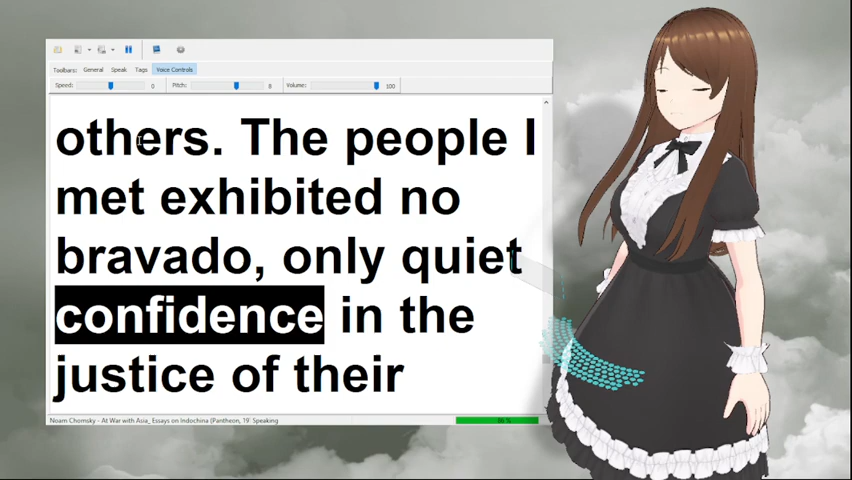 Toolbars: General Speak Tags Voice Controls
Speed: 0 Pitch: 8 Volume: 100
others. The people I
met exhibited no
bravado, only quiet
confidence in the
justice of their
Noam Chomsky - At War with Asia_ Essays on Indochina (Pantheon, 19 Speaking